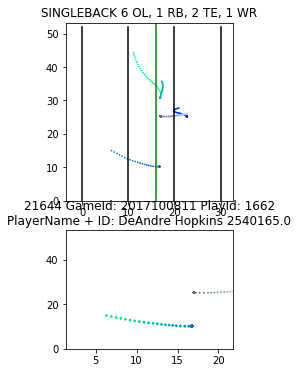 SINGLEBACK 6 OL, 1 RB, 2 TE, 1 WR
50
40
30
20
10
0
0 10 20 30
21644 GameId: 2017100811 PlayId: 1662
PlayerName + ID: DeAndre Hopkins 2540165.0
40
20
0
5 10 15 20